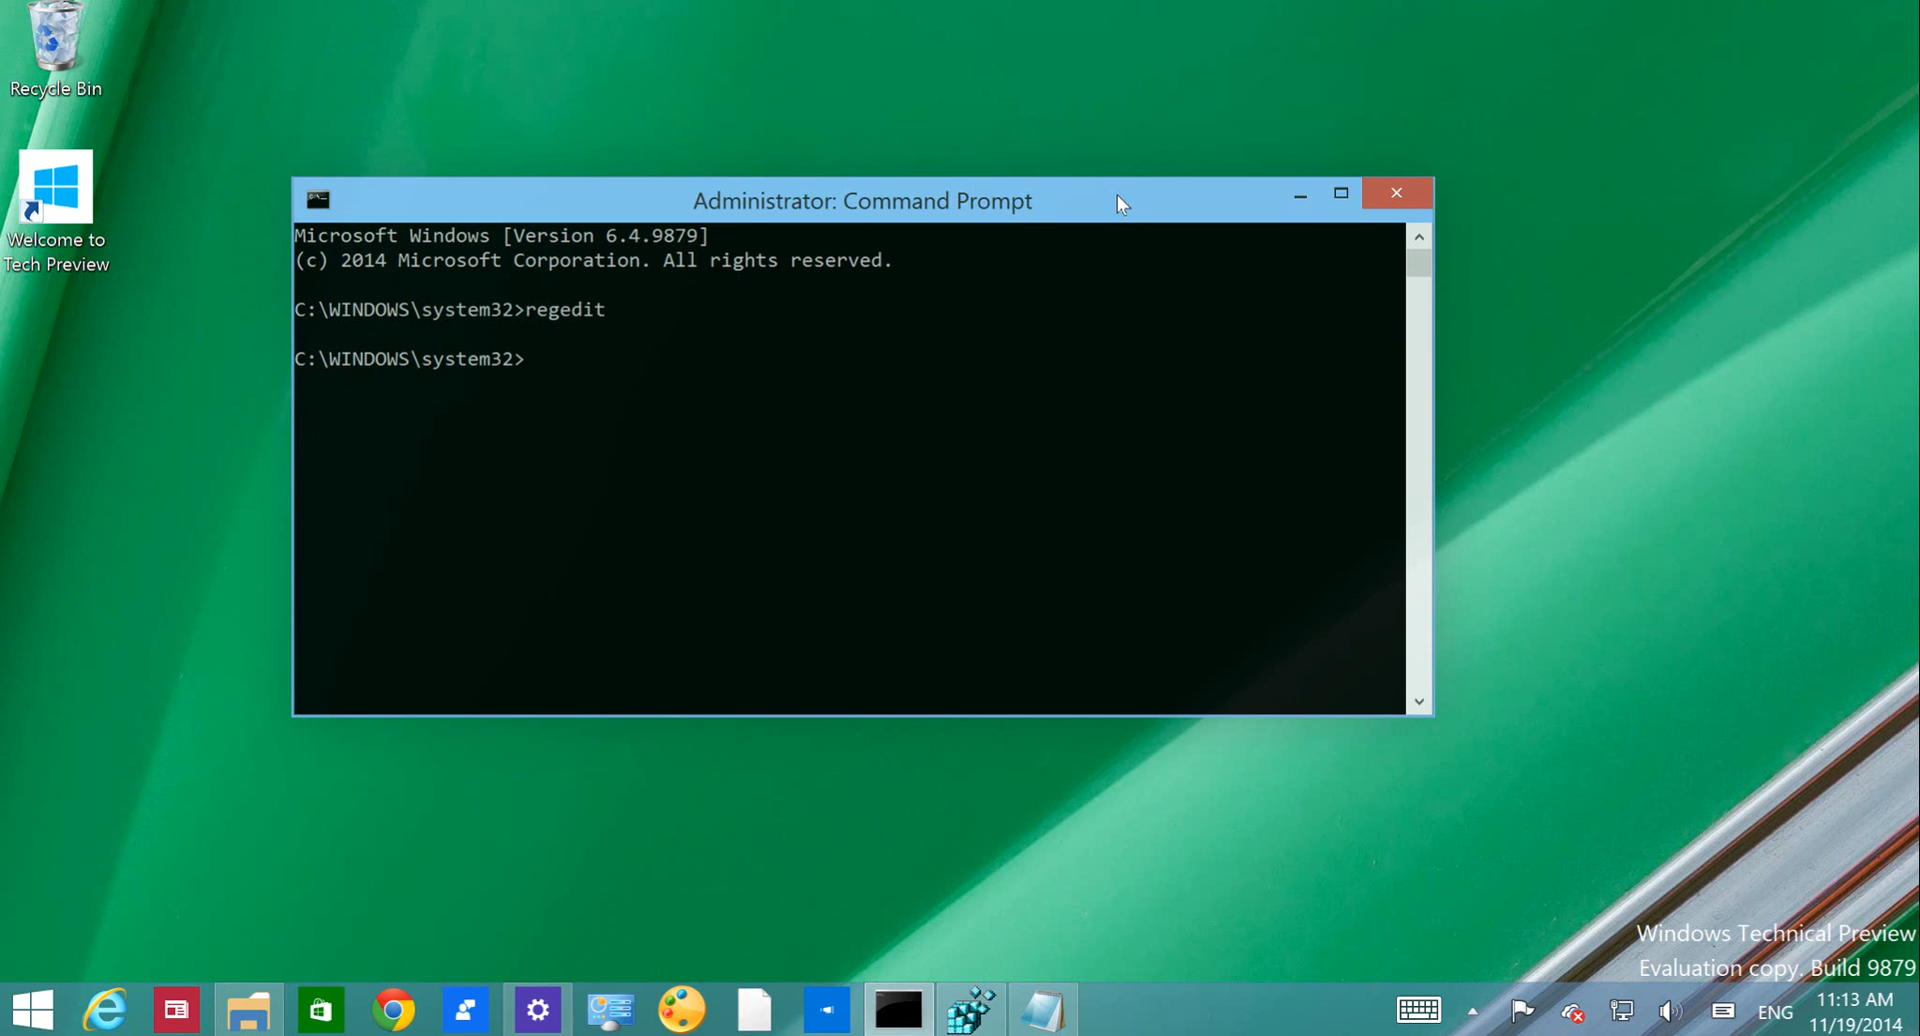 Recycle Bin
Welcome to
Tech Preview
Administrator: Command Prompt
Microsoft Windows [Version 6.4.9879]
(c) 2014 Microsoft Corporation. All rights reserved.
C:\WINDOWS\system32>regedit
C:\WINDOWS\system32>
Windows Technical Preview
Evaluation copy. Build 9879
ENG
11:13 AM
11/19/2014